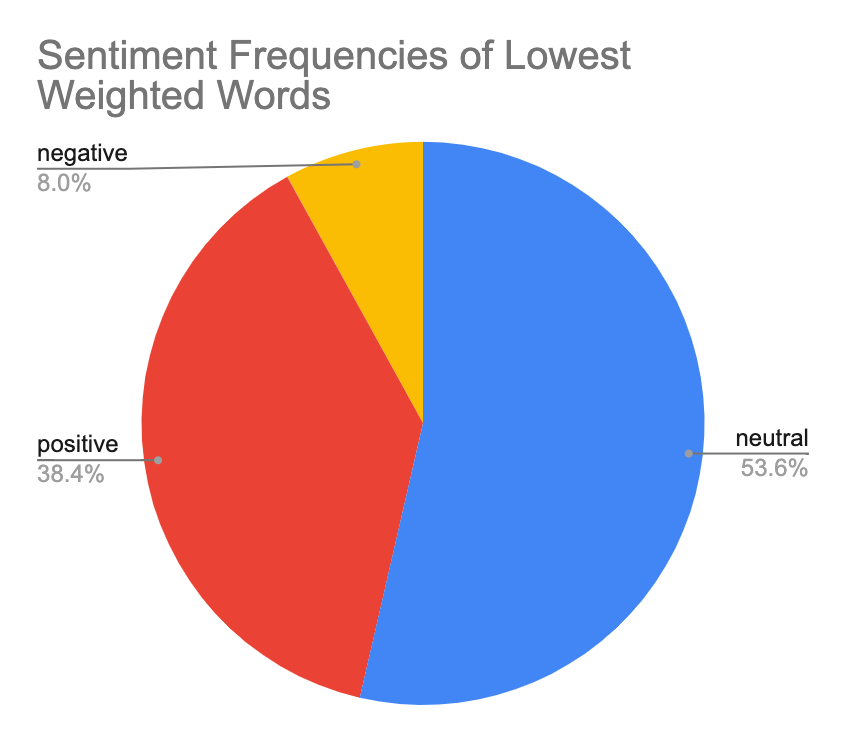 Sentiment Frequencies of Lowest
Weighted Words
negative
8.0%
positive
38.4%
neutral
53.6%